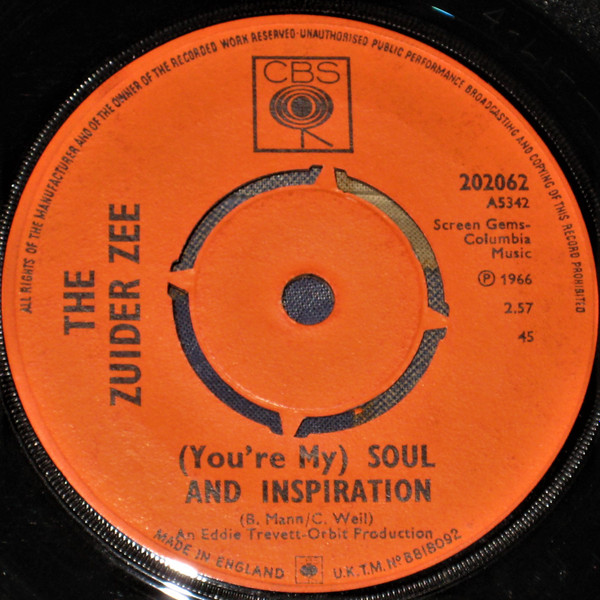 ALL RIGHTS OF THE MANUFACTURER AND OF THE OWNER OF THE RECORDED WORK RESERVED · UNAUTHORISED PUBLIC PERFORMANCE BROADCASTING AND COPYING OF THIS RECORD PROHIBITED
CBS
202062
A5342
Screen Gems-
Columbia
Music
Ⓟ 1966
2.57
45
THE
ZUIDER ZEE
(You're My) SOUL
AND INSPIRATION
(B. Mann/C. Weil)
An Eddie Trevett-Orbit Production
MADE IN ENGLAND U.K.T.M. Nº B818092